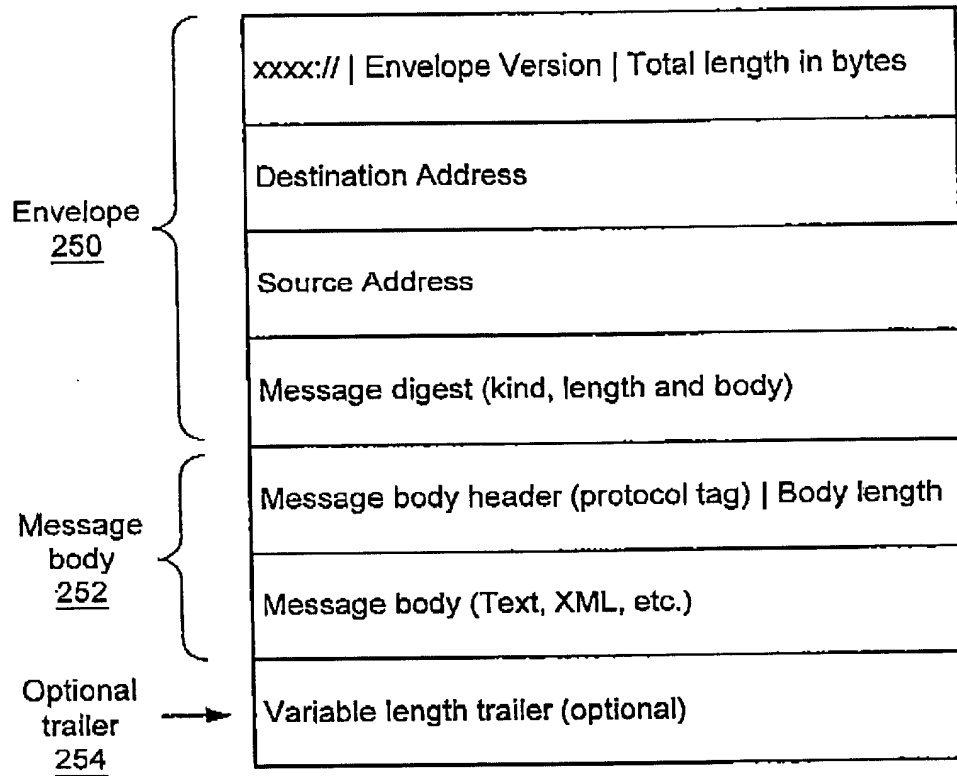 xxxx:// | Envelope Version | Total length in bytes
Destination Address
Envelope
250
Source Address
Message digest (kind, length and body)
Message body header (protocol tag) | Body length
Message
body
252
Message body (Text, XML, etc.)
Optional
trailer
254
Variable length trailer (optional)